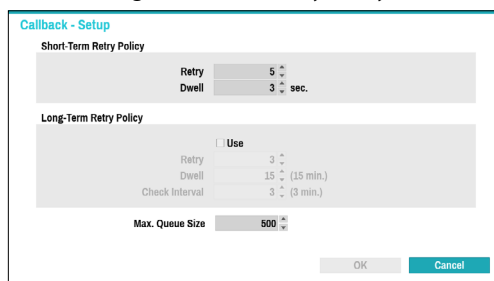 Callback - Setup
Short-Term Retry Policy
Retry 5
Dwell 3 sec.
Long-Term Retry Policy
Use
Retry 3
Dwell 15 (15 min.)
Check Interval 3 (3 min.)
Max. Queue Size 500
OK Cancel